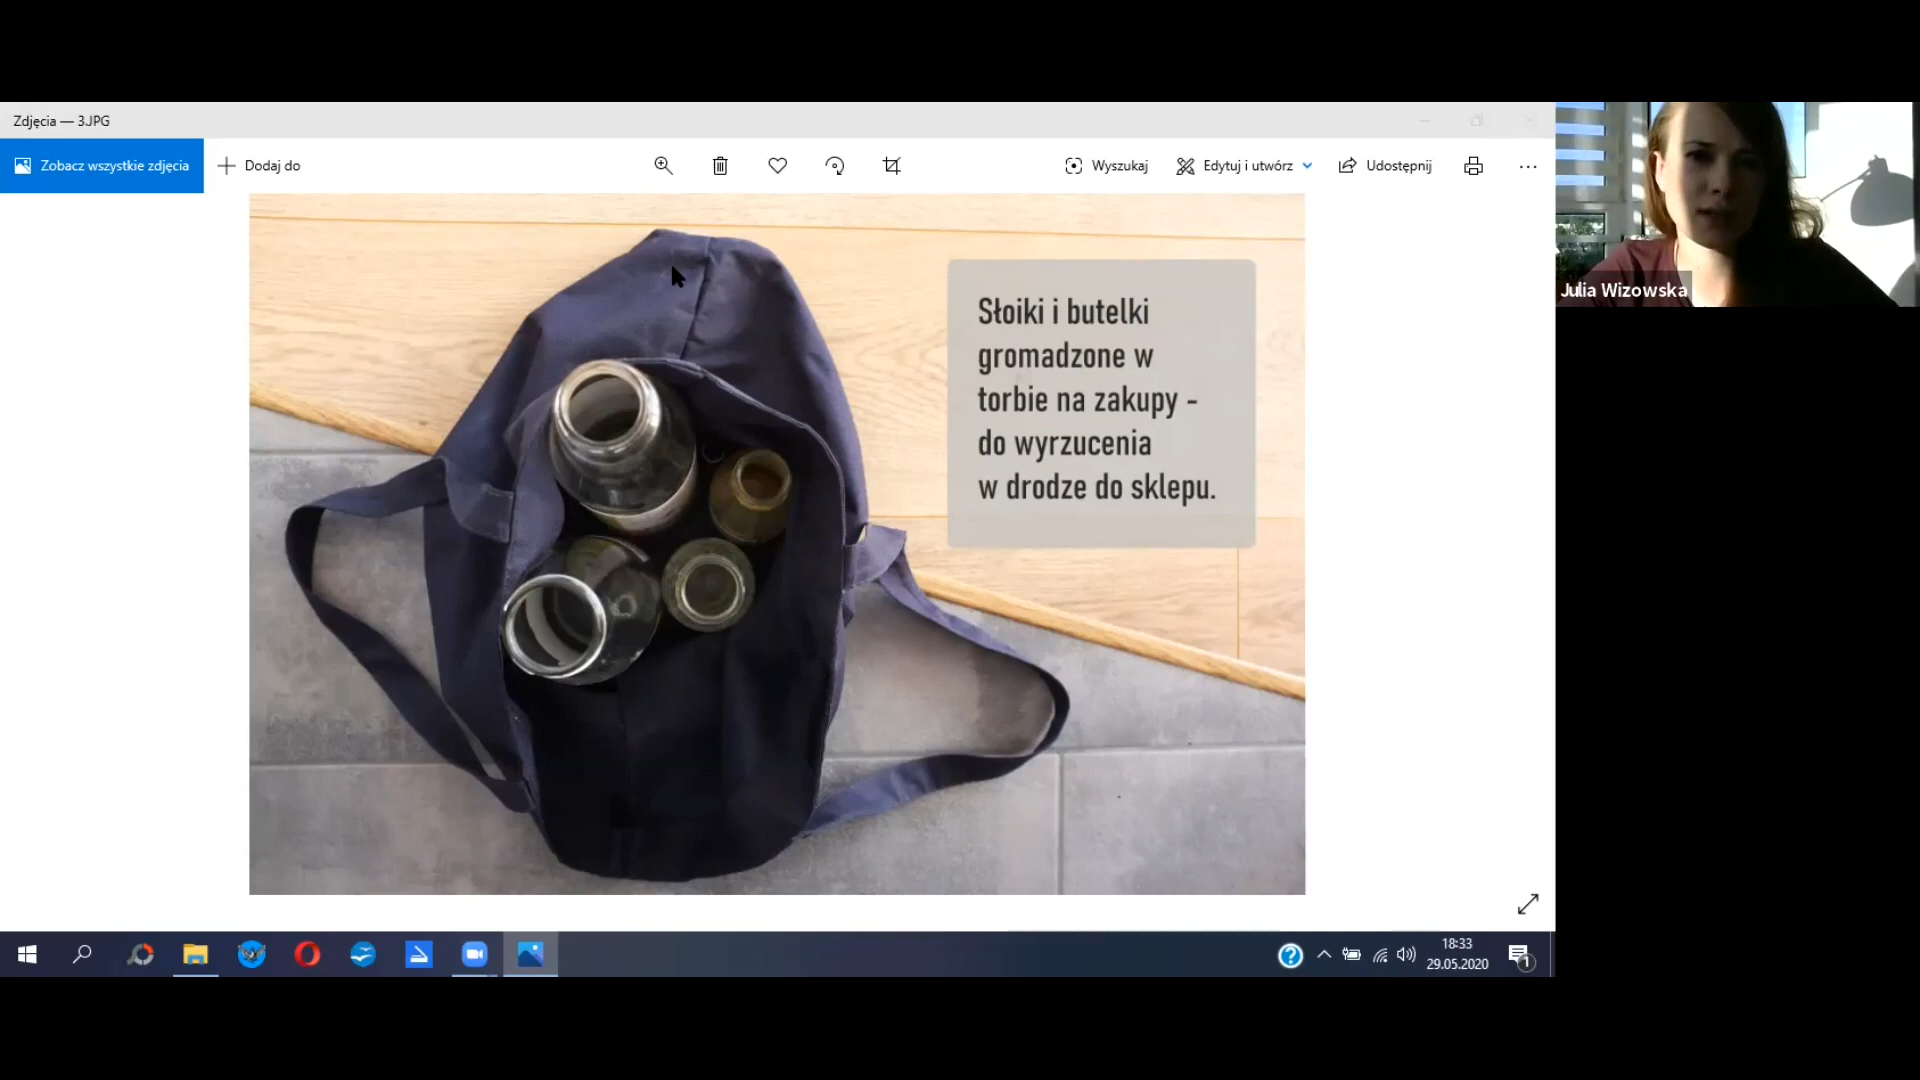 Zdjęcia — 3.JPG
Zobacz wszystkie zdjęcia
Dodaj do
Wyszukaj
Edytuj i utwórz
Udostępnij
Słoiki i butelki
gromadzone w
torbie na zakupy -
do wyrzucenia
w drodze do sklepu.
Julia Wizowska
18:33
29.05.2020
1